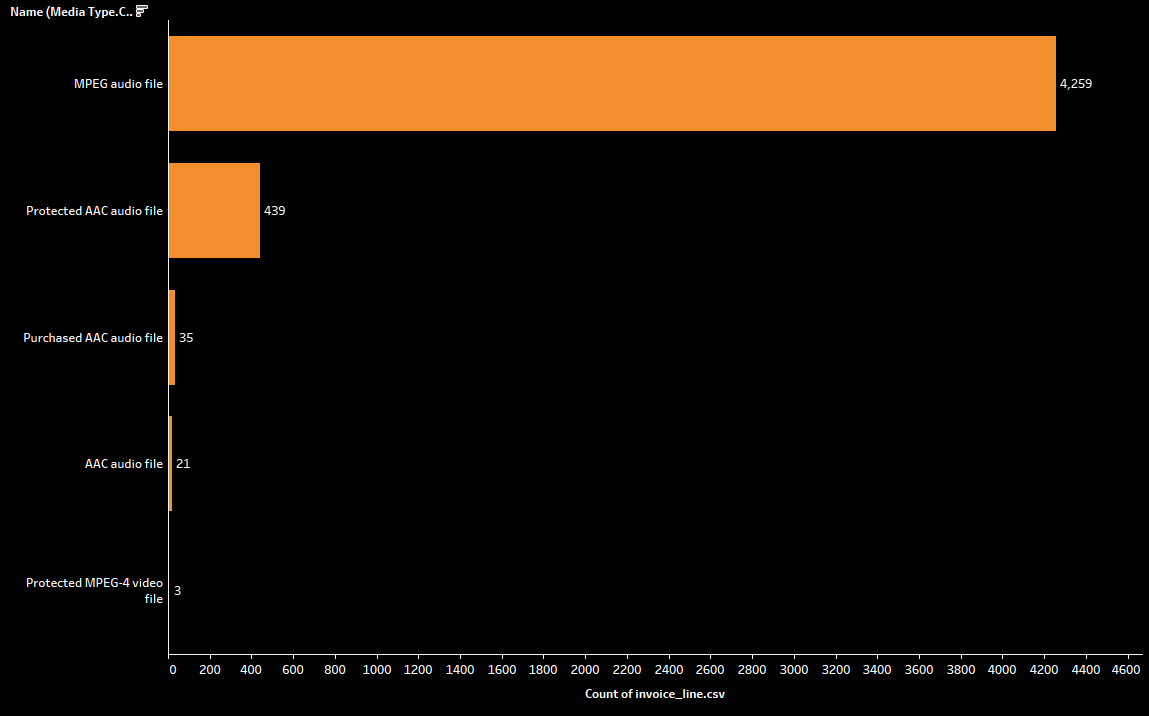 Name (Media Type.C..
MPEG audio file
4,259
Protected AAC audio file
439
Purchased AAC audio file
35
AAC audio file
21
Protected MPEG-4 video
file
3
0 200 400 600 800 1000 1200 1400 1600 1800 2000 2200 2400 2600 2800 3000 3200 3400 3600 3800 4000 4200 4400 4600
Count of invoice_line.csv